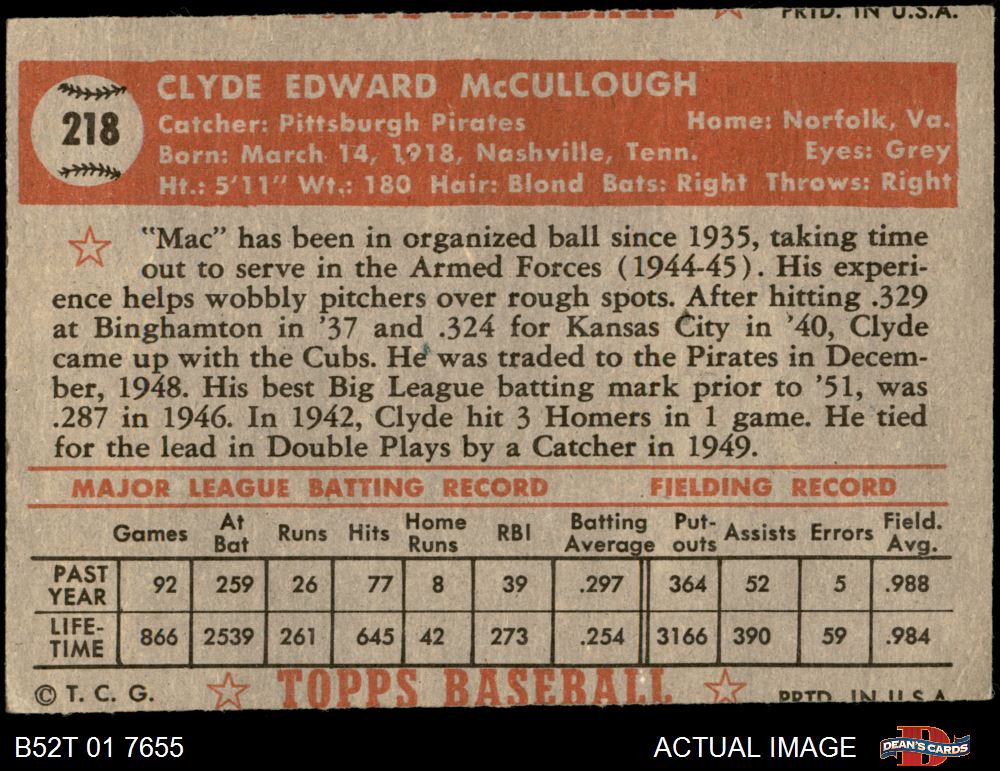 TOPPS BASEBALL PRTD. IN U.S.A.
218
CLYDE EDWARD McCULLOUGH
Catcher: Pittsburgh Pirates Home: Norfolk, Va.
Born: March 14, 1918, Nashville, Tenn. Eyes: Grey
Ht.: 5'11" Wt.: 180 Hair: Blond Bats: Right Throws: Right
"Mac" has been in organized ball since 1935, taking time
out to serve in the Armed Forces (1944-45). His experi-
ence helps wobbly pitchers over rough spots. After hitting .329
at Binghamton in '37 and .324 for Kansas City in '40, Clyde
came up with the Cubs. He was traded to the Pirates in Decem-
ber, 1948. His best Big League batting mark prior to '51, was
.287 in 1946. In 1942, Clyde hit 3 Homers in 1 game. He tied
for the lead in Double Plays by a Catcher in 1949.
MAJOR LEAGUE BATTING RECORD FIELDING RECORD
Games At Bat Runs Hits Home Runs RBI Batting Average Put-outs Assists Errors Field. Avg.
PAST YEAR 92 259 26 77 8 39 .297 364 52 5 .988
LIFE-TIME 866 2539 261 645 42 273 .254 3166 390 59 .984
© T. C. G. TOPPS BASEBALL PRTD. IN U.S.A.
B52T 01 7655 ACTUAL IMAGE DEAN'S CARDS